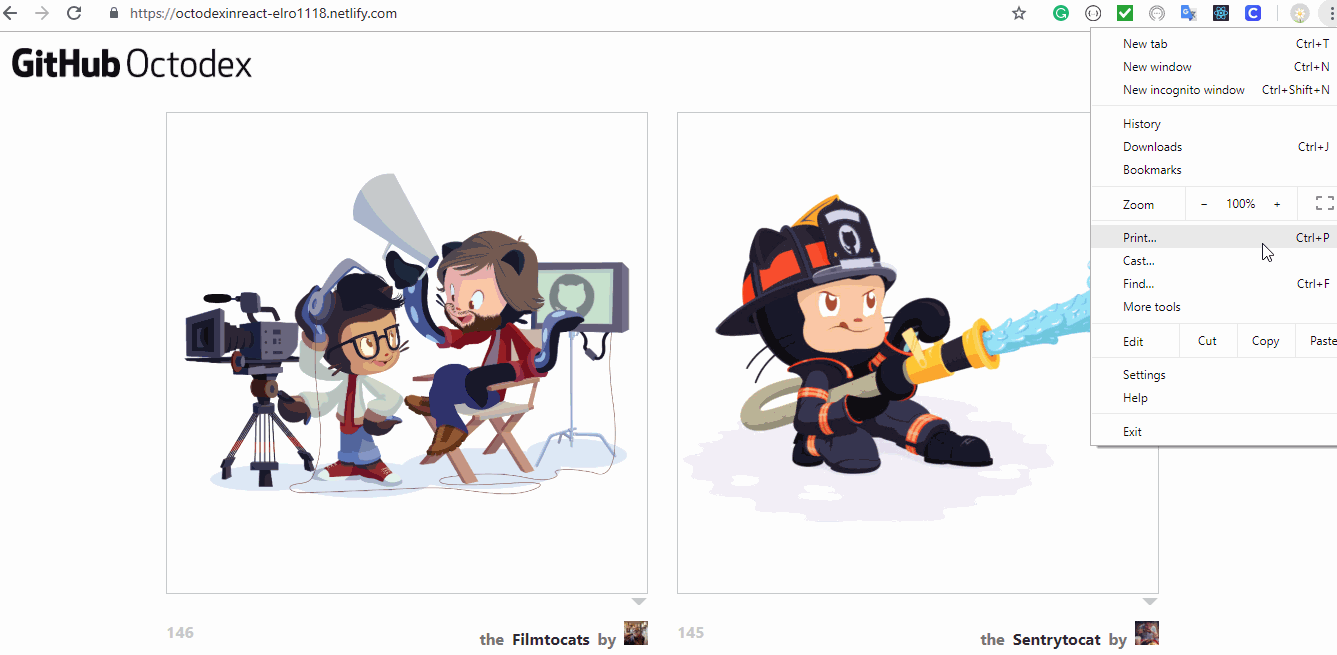 https://octodexinreact-elro1118.netlify.com
GitHub Octodex
New tab Ctrl+T
New window Ctrl+N
New incognito window Ctrl+Shift+N
History
Downloads Ctrl+J
Bookmarks
Zoom − 100% +
Print... Ctrl+P
Cast...
Find... Ctrl+F
More tools
Edit Cut Copy Paste
Settings
Help
Exit
146 the Filmtocats by
145 the Sentrytocat by